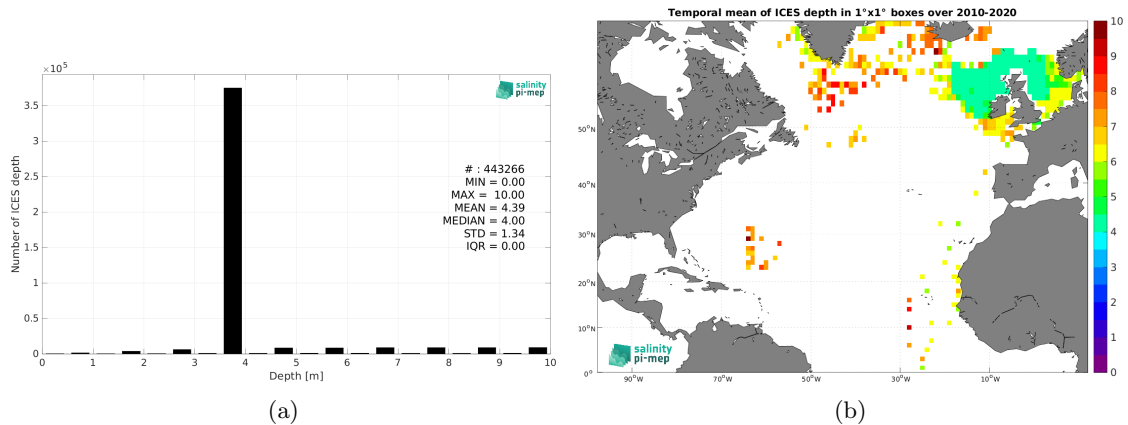 ×10⁵
3.5
3
2.5
2
1.5
1
0.5
0
Number of ICES depth
salinity
pi-mep
# : 443266
MIN = 0.00
MAX = 10.00
MEAN = 4.39
MEDIAN = 4.00
STD = 1.34
IQR = 0.00
0 1 2 3 4 5 6 7 8 9 10
Depth [m]
(a)
Temporal mean of ICES depth in 1°x1° boxes over 2010-2020
50°N
40°N
30°N
20°N
10°N
0°
90°W 70°W 50°W 30°W 10°W
salinity
pi-mep
10
9
8
7
6
5
4
3
2
1
0
(b)